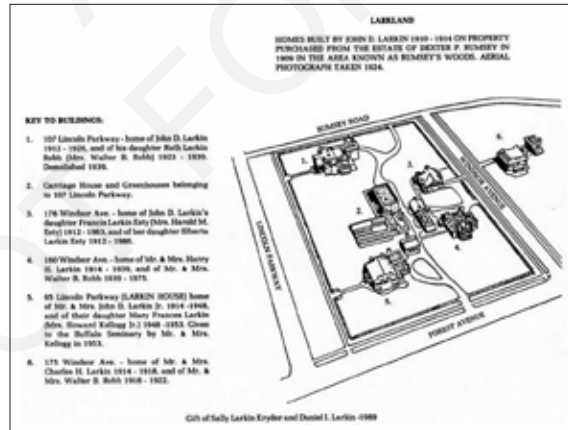 LARKLAND
HOMES BUILT BY JOHN D. LARKIN 1910 - 1914 ON PROPERTY
PURCHASED FROM THE ESTATE OF DEXTER P. RUMSEY IN
1909 IN THE AREA KNOWN AS RUMSEY'S WOODS. AERIAL
PHOTOGRAPH TAKEN 1924.
KEY TO BUILDINGS:
1. 107 Lincoln Parkway - home of John D. Larkin
1912 - 1926, and of his daughter Ruth Larkin
Robb (Mrs. Walter B. Robb) 1933 - 1939.
Demolished 1939.
2. Carriage House and Greenhouses belonging
to 107 Lincoln Parkway.
3. 176 Windsor Ave. - home of John D. Larkin's
daughter Francis Larkin Esty (Mrs. Harold M.
Esty) 1912 - 1963, and of her daughter Elberta
Larkin Esty 1912 - 1986.
4. 160 Windsor Ave. - home of Mr. & Mrs. Harry
H. Larkin 1914 - 1939, and of Mr. & Mrs.
Walter B. Robb 1939 - 1975.
5. 65 Lincoln Parkway (LARKIN HOUSE) home
of Mr. & Mrs. John D. Larkin Jr. 1914 - 1948,
and of their daughter Mary Frances Larkin
(Mrs. Howard Kellogg Jr.) 1948 - 1953. Given
to the Buffalo Seminary by Mr. & Mrs.
Kellogg in 1953.
6. 175 Windsor Ave. - home of Mr. & Mrs.
Charles H. Larkin 1914 - 1918, and of Mr. &
Mrs. Walter B. Robb 1918 - 1922.
RUMSEY ROAD
LINCOLN PARKWAY
WINDSOR AVENUE
FOREST AVENUE
1.
2.
3.
4.
5.
6.
Gift of Sally Larkin Kryder and Daniel I. Larkin -1989